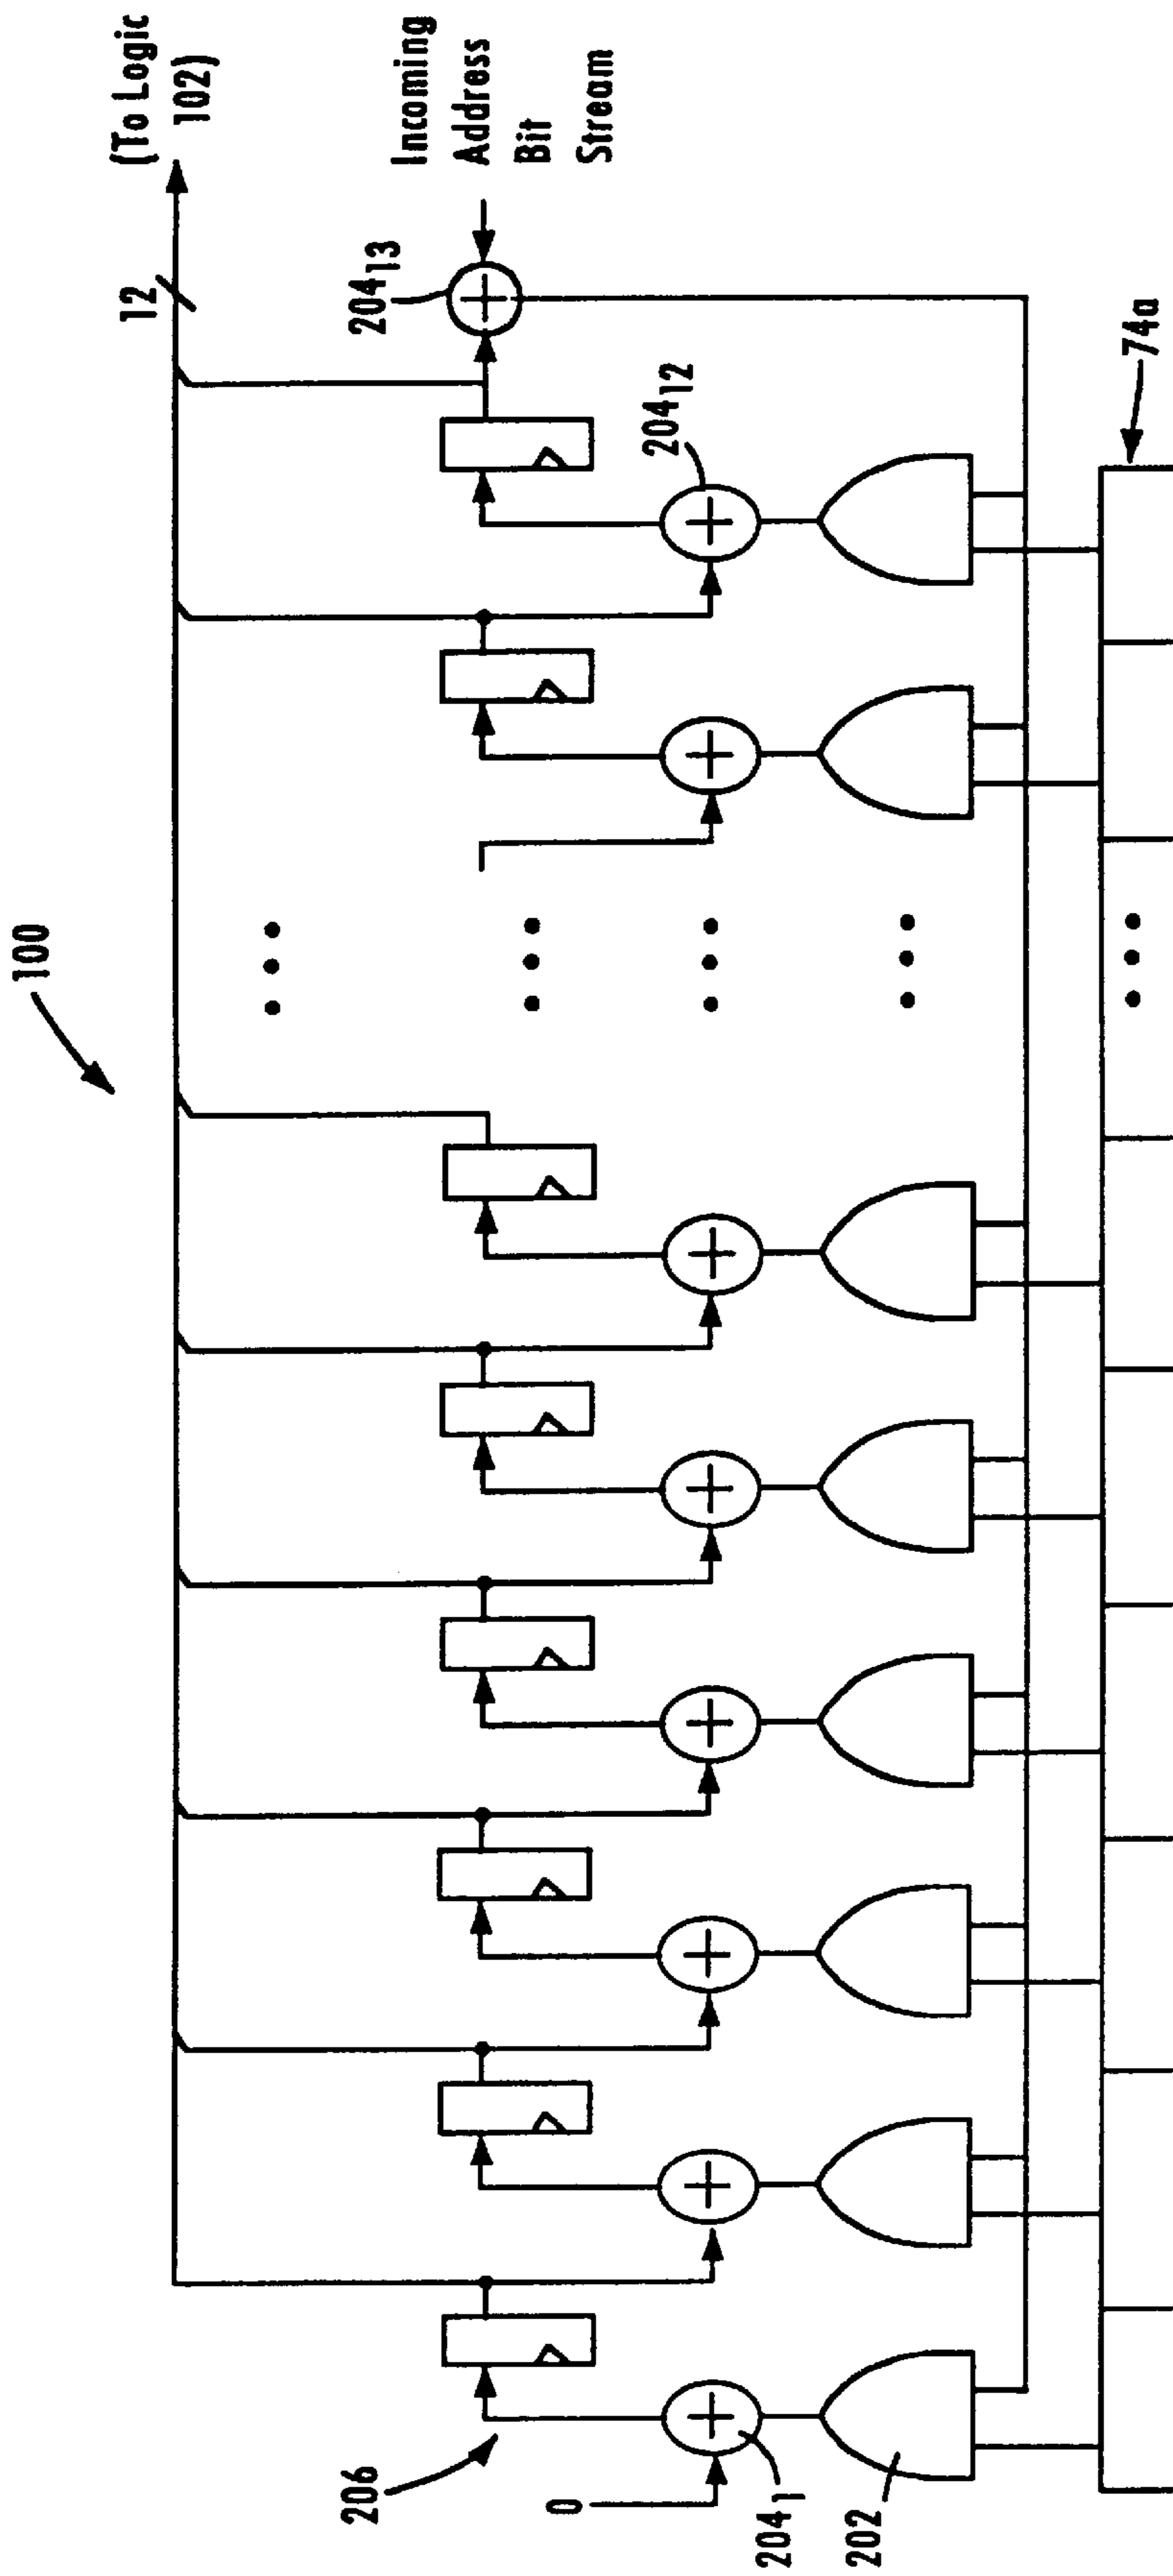 100
(To Logic
102)
12
Incoming
Address
Bit
Stream
204₁₃
204₁₂
74a
206
0
204₁
202